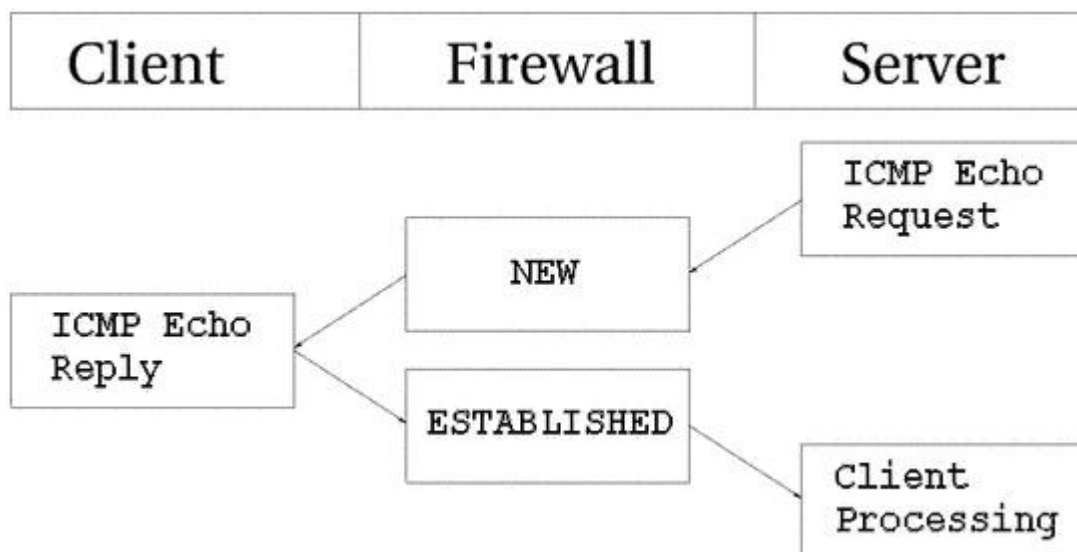 Client Firewall Server
ICMP Echo
Request
NEW
ICMP Echo
Reply
ESTABLISHED
Client
Processing